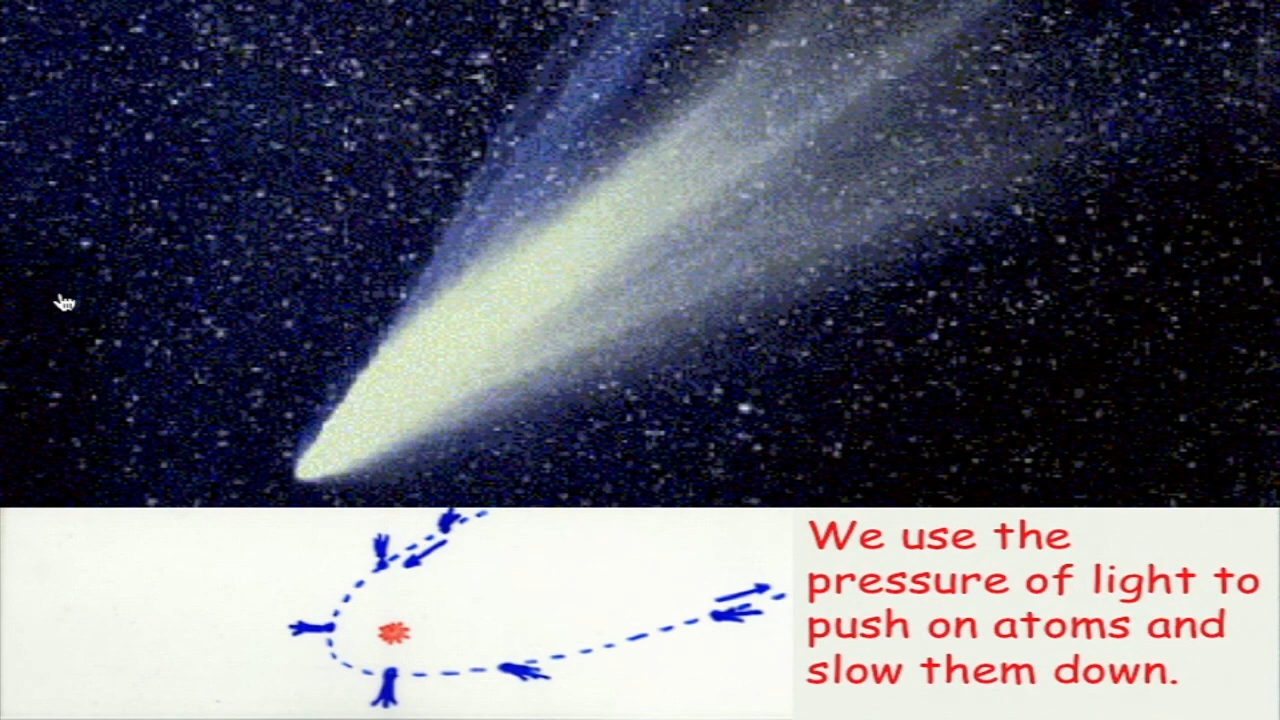 We use the
pressure of light to
push on atoms and
slow them down.